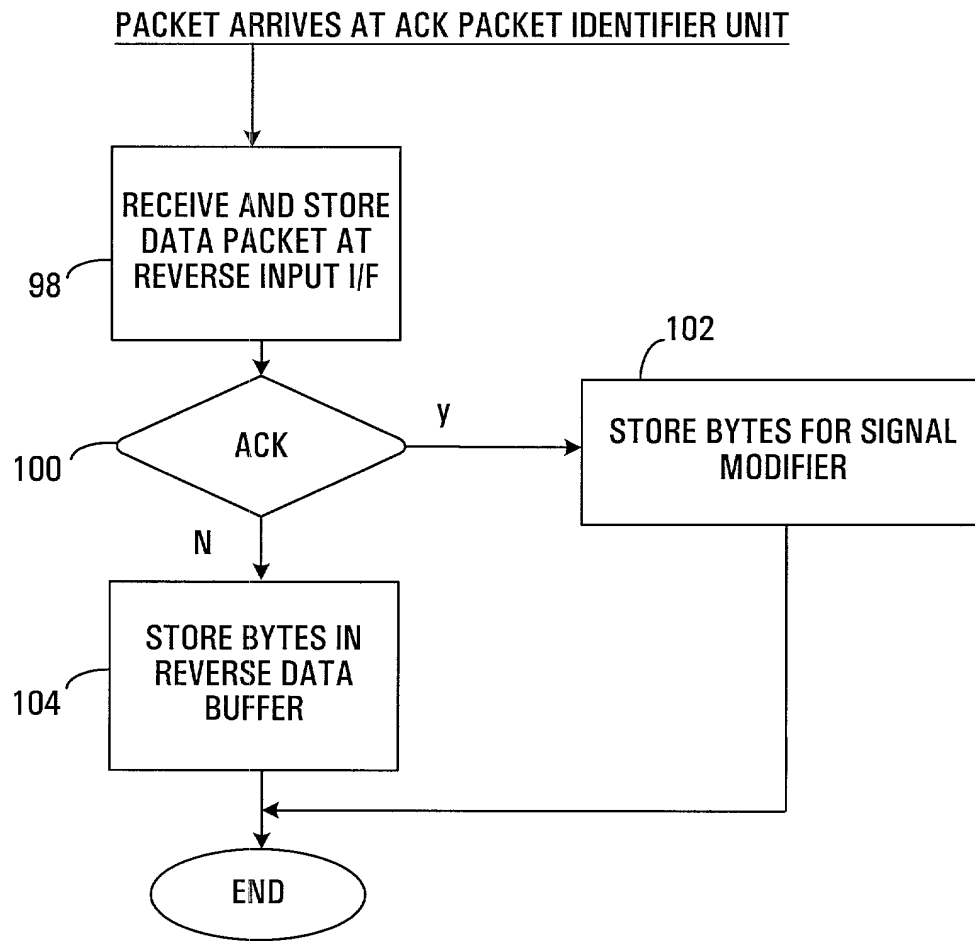 PACKET ARRIVES AT ACK PACKET IDENTIFIER UNIT
RECEIVE AND STORE
DATA PACKET AT
REVERSE INPUT I/F
98
102
ACK
y
100
STORE BYTES FOR SIGNAL
MODIFIER
N
STORE BYTES IN
REVERSE DATA
BUFFER
104
END